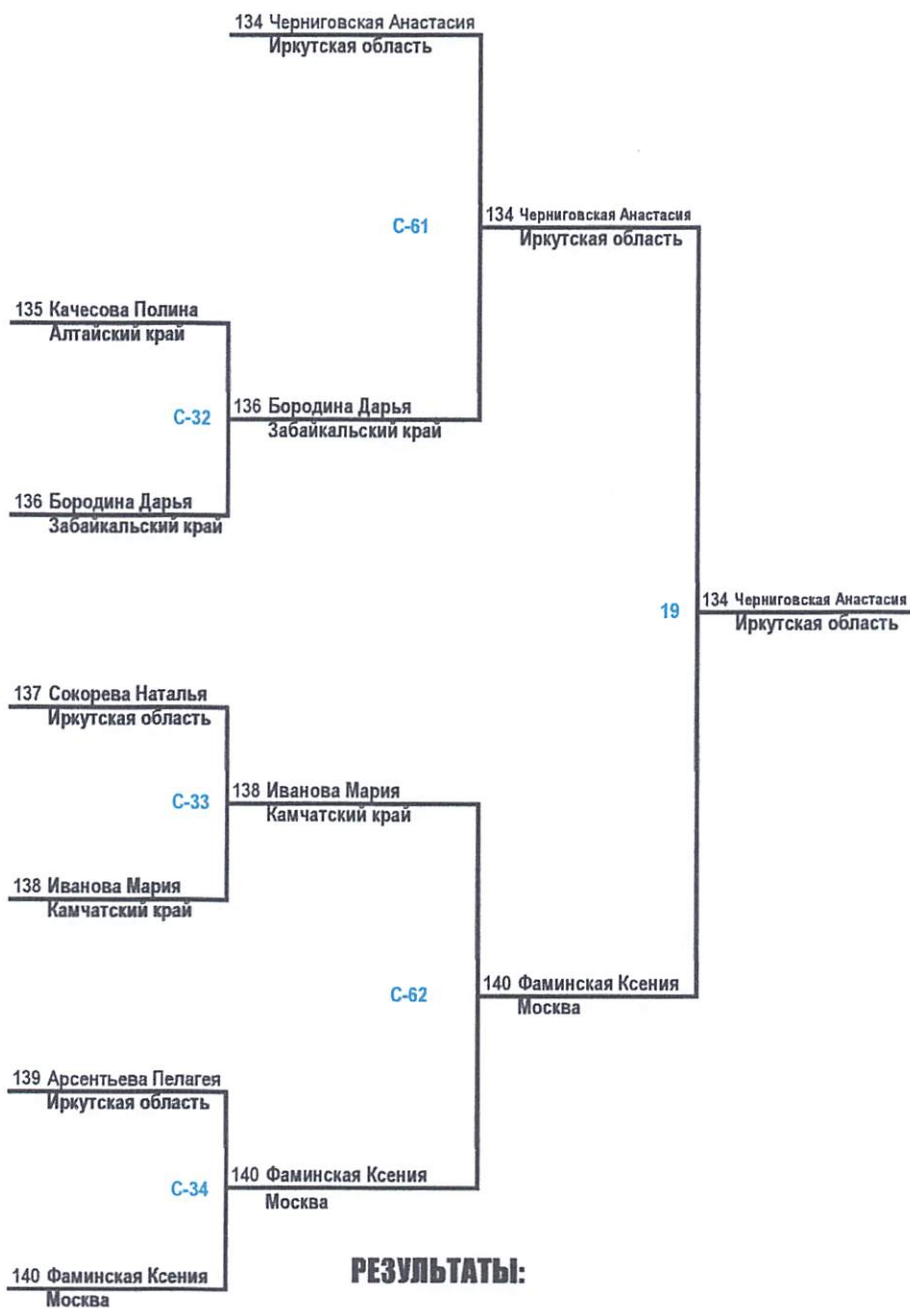 134 Черниговская Анастасия
Иркутская область
С-61
134 Черниговская Анастасия
Иркутская область
135 Качесова Полина
Алтайский край
С-32
136 Бородина Дарья
Забайкальский край
136 Бородина Дарья
Забайкальский край
19
134 Черниговская Анастасия
Иркутская область
137 Сокорева Наталья
Иркутская область
С-33
138 Иванова Мария
Камчатский край
138 Иванова Мария
Камчатский край
С-62
140 Фаминская Ксения
Москва
139 Арсентьева Пелагея
Иркутская область
С-34
140 Фаминская Ксения
Москва
140 Фаминская Ксения
Москва
РЕЗУЛЬТАТЫ: